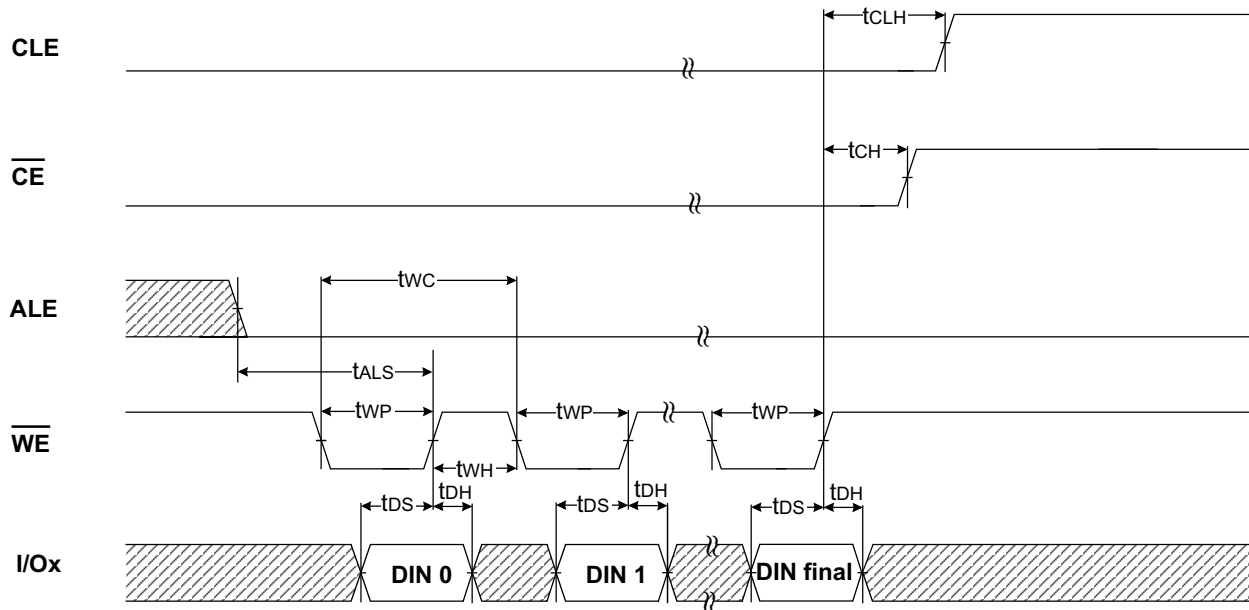 tCLH
CLE
tCH
CE
tWC
ALE
tALS
tWP tWP tWP
WE
tWH
tDS tDH tDS tDH tDS tDH
I/Ox DIN 0 DIN 1 DIN final